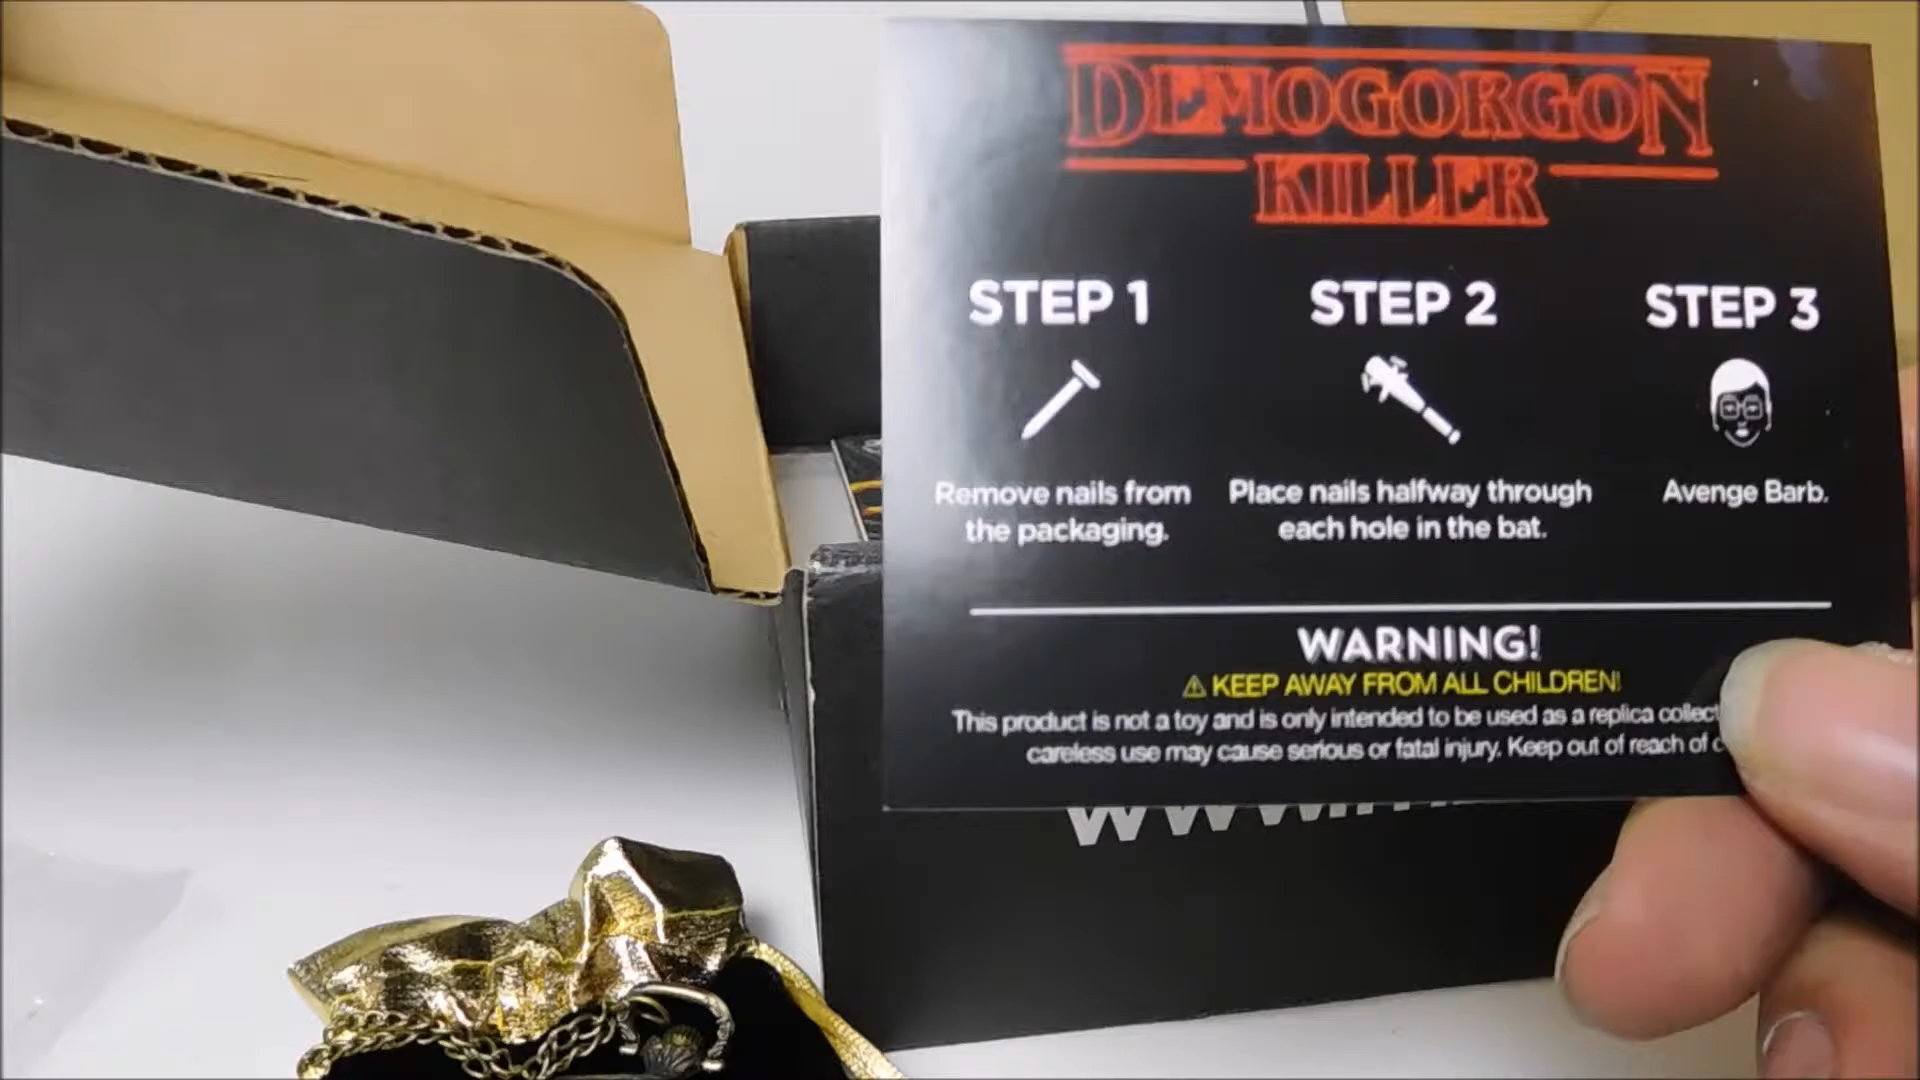 DEMOGORGON
KILLER
STEP 1
STEP 2
STEP 3
Remove nails from
the packaging.
Place nails halfway through
each hole in the bat.
Avenge Barb.
WARNING!
⚠ KEEP AWAY FROM ALL CHILDREN!
This product is not a toy and is only intended to be used as a replica
careless use may cause serious or fatal injury. Keep out of reach of